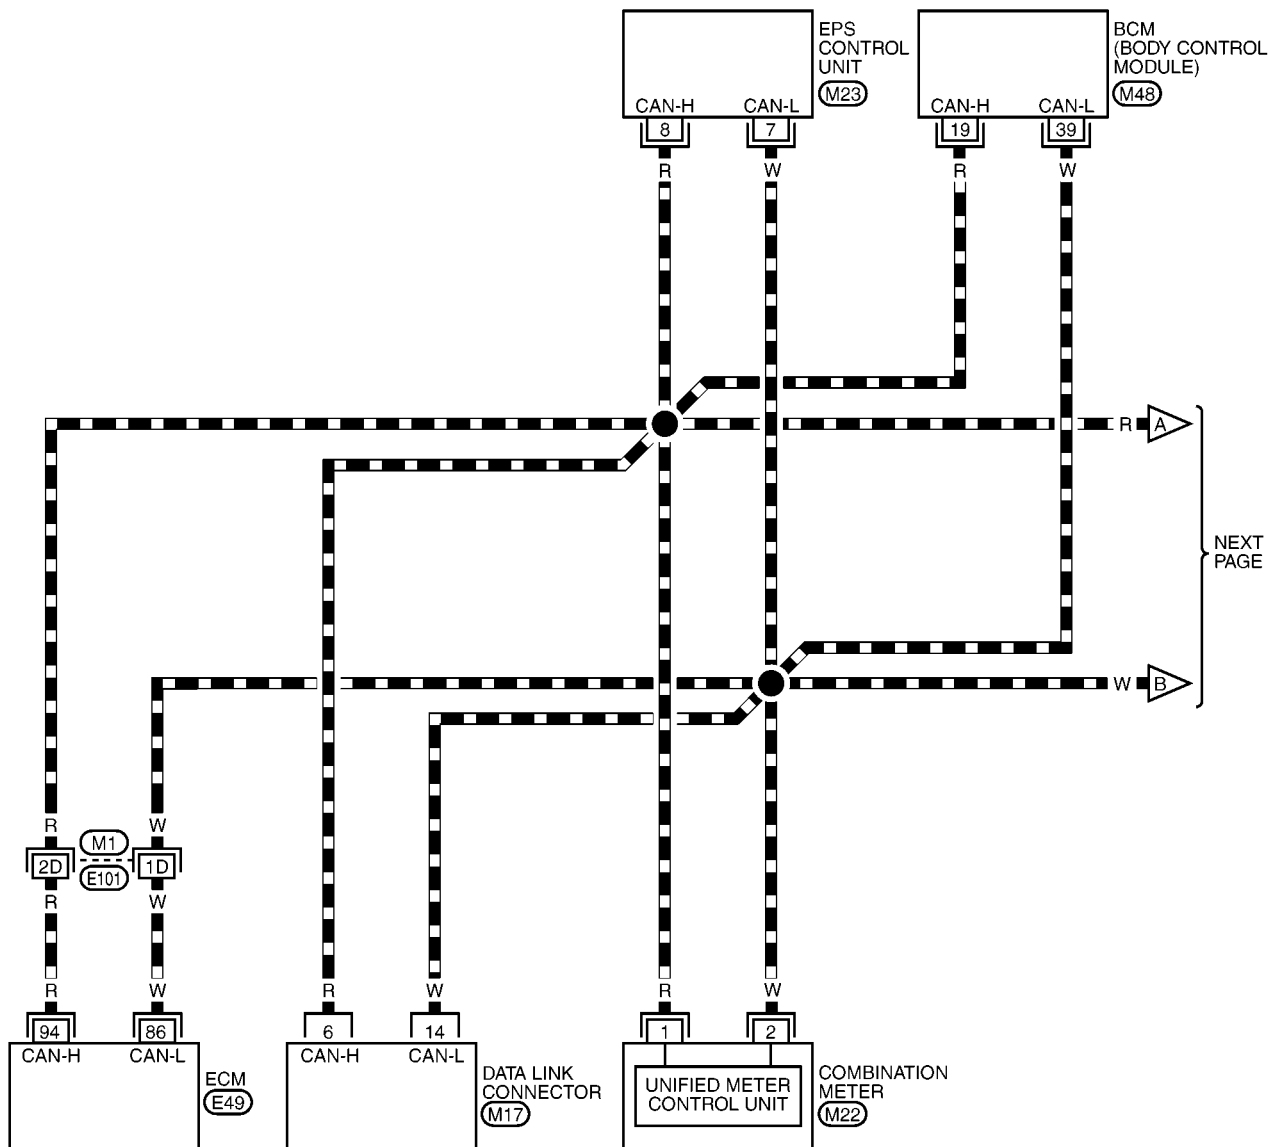 EPS
CONTROL
UNIT
M23
CAN-H CAN-L
8 7
R W
BCM
(BODY CONTROL
MODULE)
M48
CAN-H CAN-L
19 39
R W
R A
NEXT
PAGE
W B
R W
M1
2D 1D
E101
R W
R W
94 86
CAN-H CAN-L
ECM
E49
R W
6 14
CAN-H CAN-L
DATA LINK
CONNECTOR
M17
R W
1 2
UNIFIED METER
CONTROL UNIT
COMBINATION
METER
M22